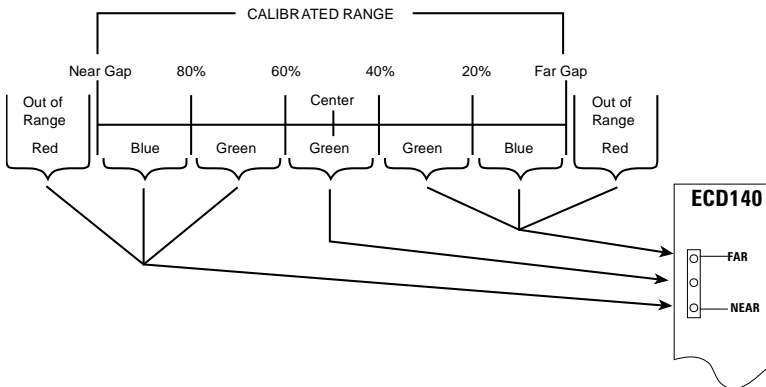 CALIBRATED RANGE
Near Gap 80% 60% 40% 20% Far Gap
Out of Range
Center
Out of Range
Red Blue Green Green Green Blue Red
ECD140
FAR
NEAR